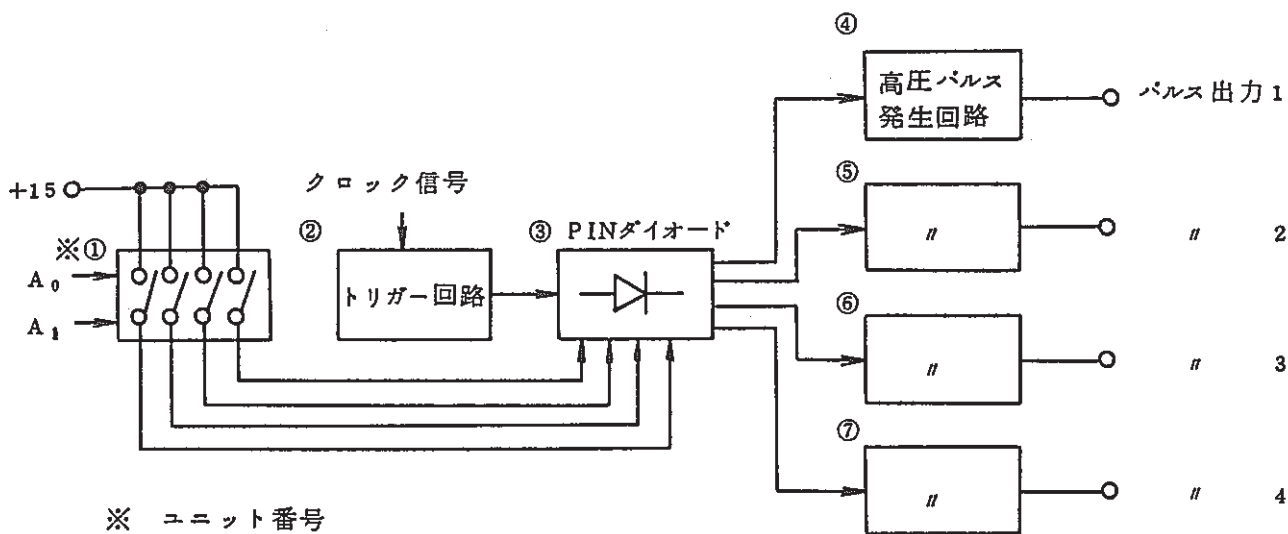 ④
高圧パルス
発生回路
パルス出力1
+15
クロック信号
⑤
※①
②
③ PINダイオード
〃
〃 2
A₀
トリガー回路
A₁
⑥
〃
〃 3
⑦
〃
〃 4
※ ユニット番号